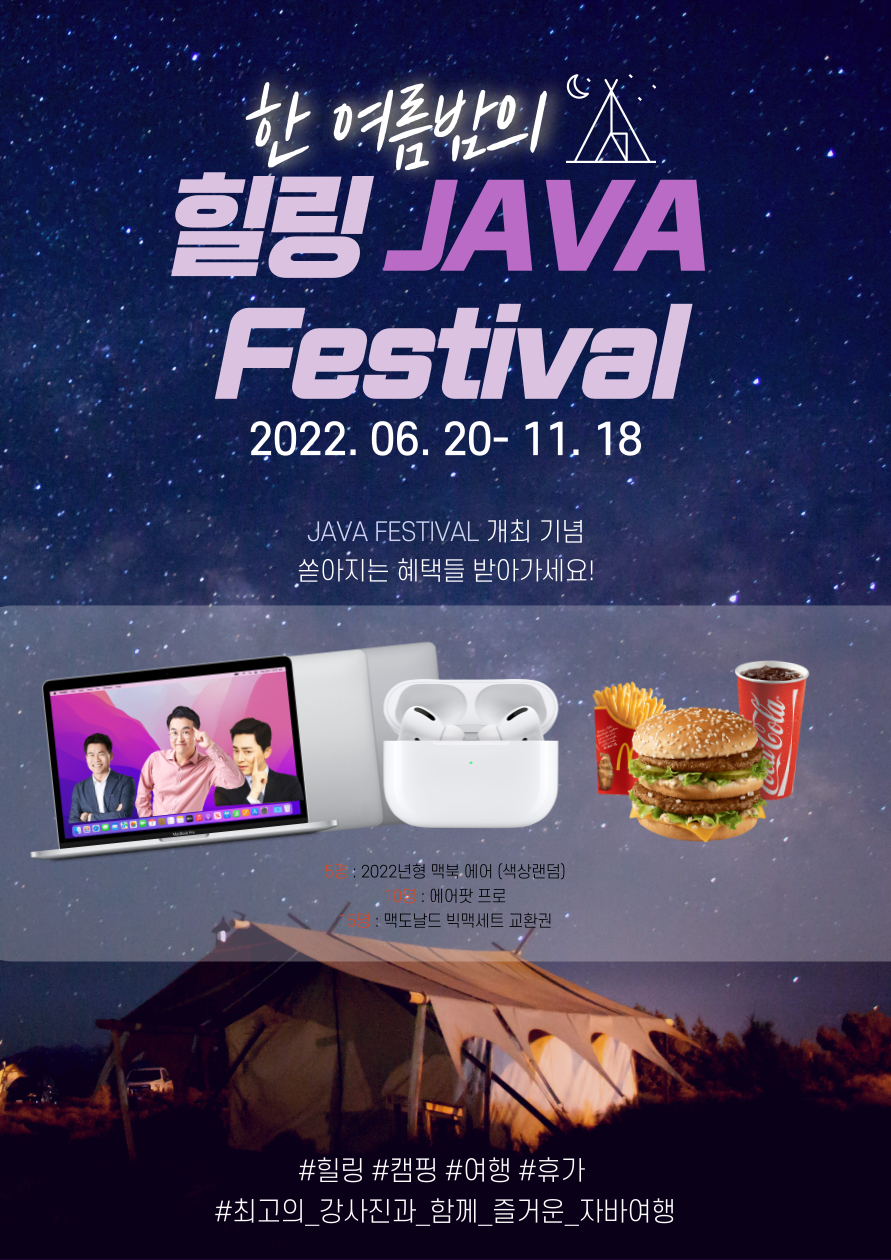 한 여름밤의
힐링 JAVA
Festival
2022. 06. 20- 11. 18
JAVA FESTIVAL 개최 기념
쏟아지는 혜택들 받아가세요!
MacBook Pro
Coca-Cola
: 2022년형 맥북 에어 (색상랜덤)
: 에어팟 프로
: 맥도날드 빅맥세트 교환권
#힐링 #캠핑 #여행 #휴가
#최고의_강사진과_함께_즐거운_자바여행